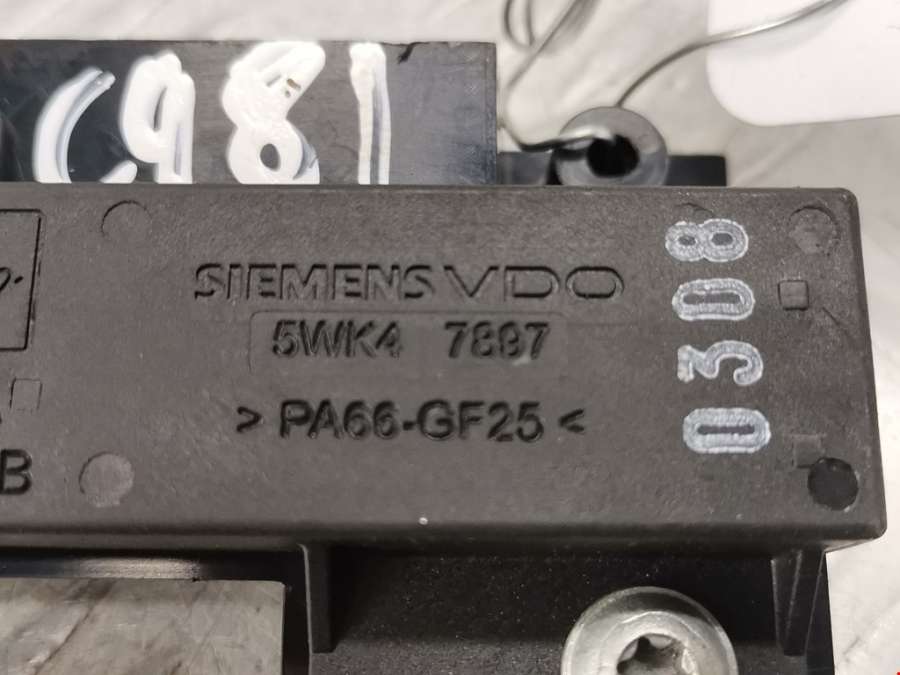 C981
SIEMENS VDO
5WK4 7897
> PA66-GF25 <
0308
B